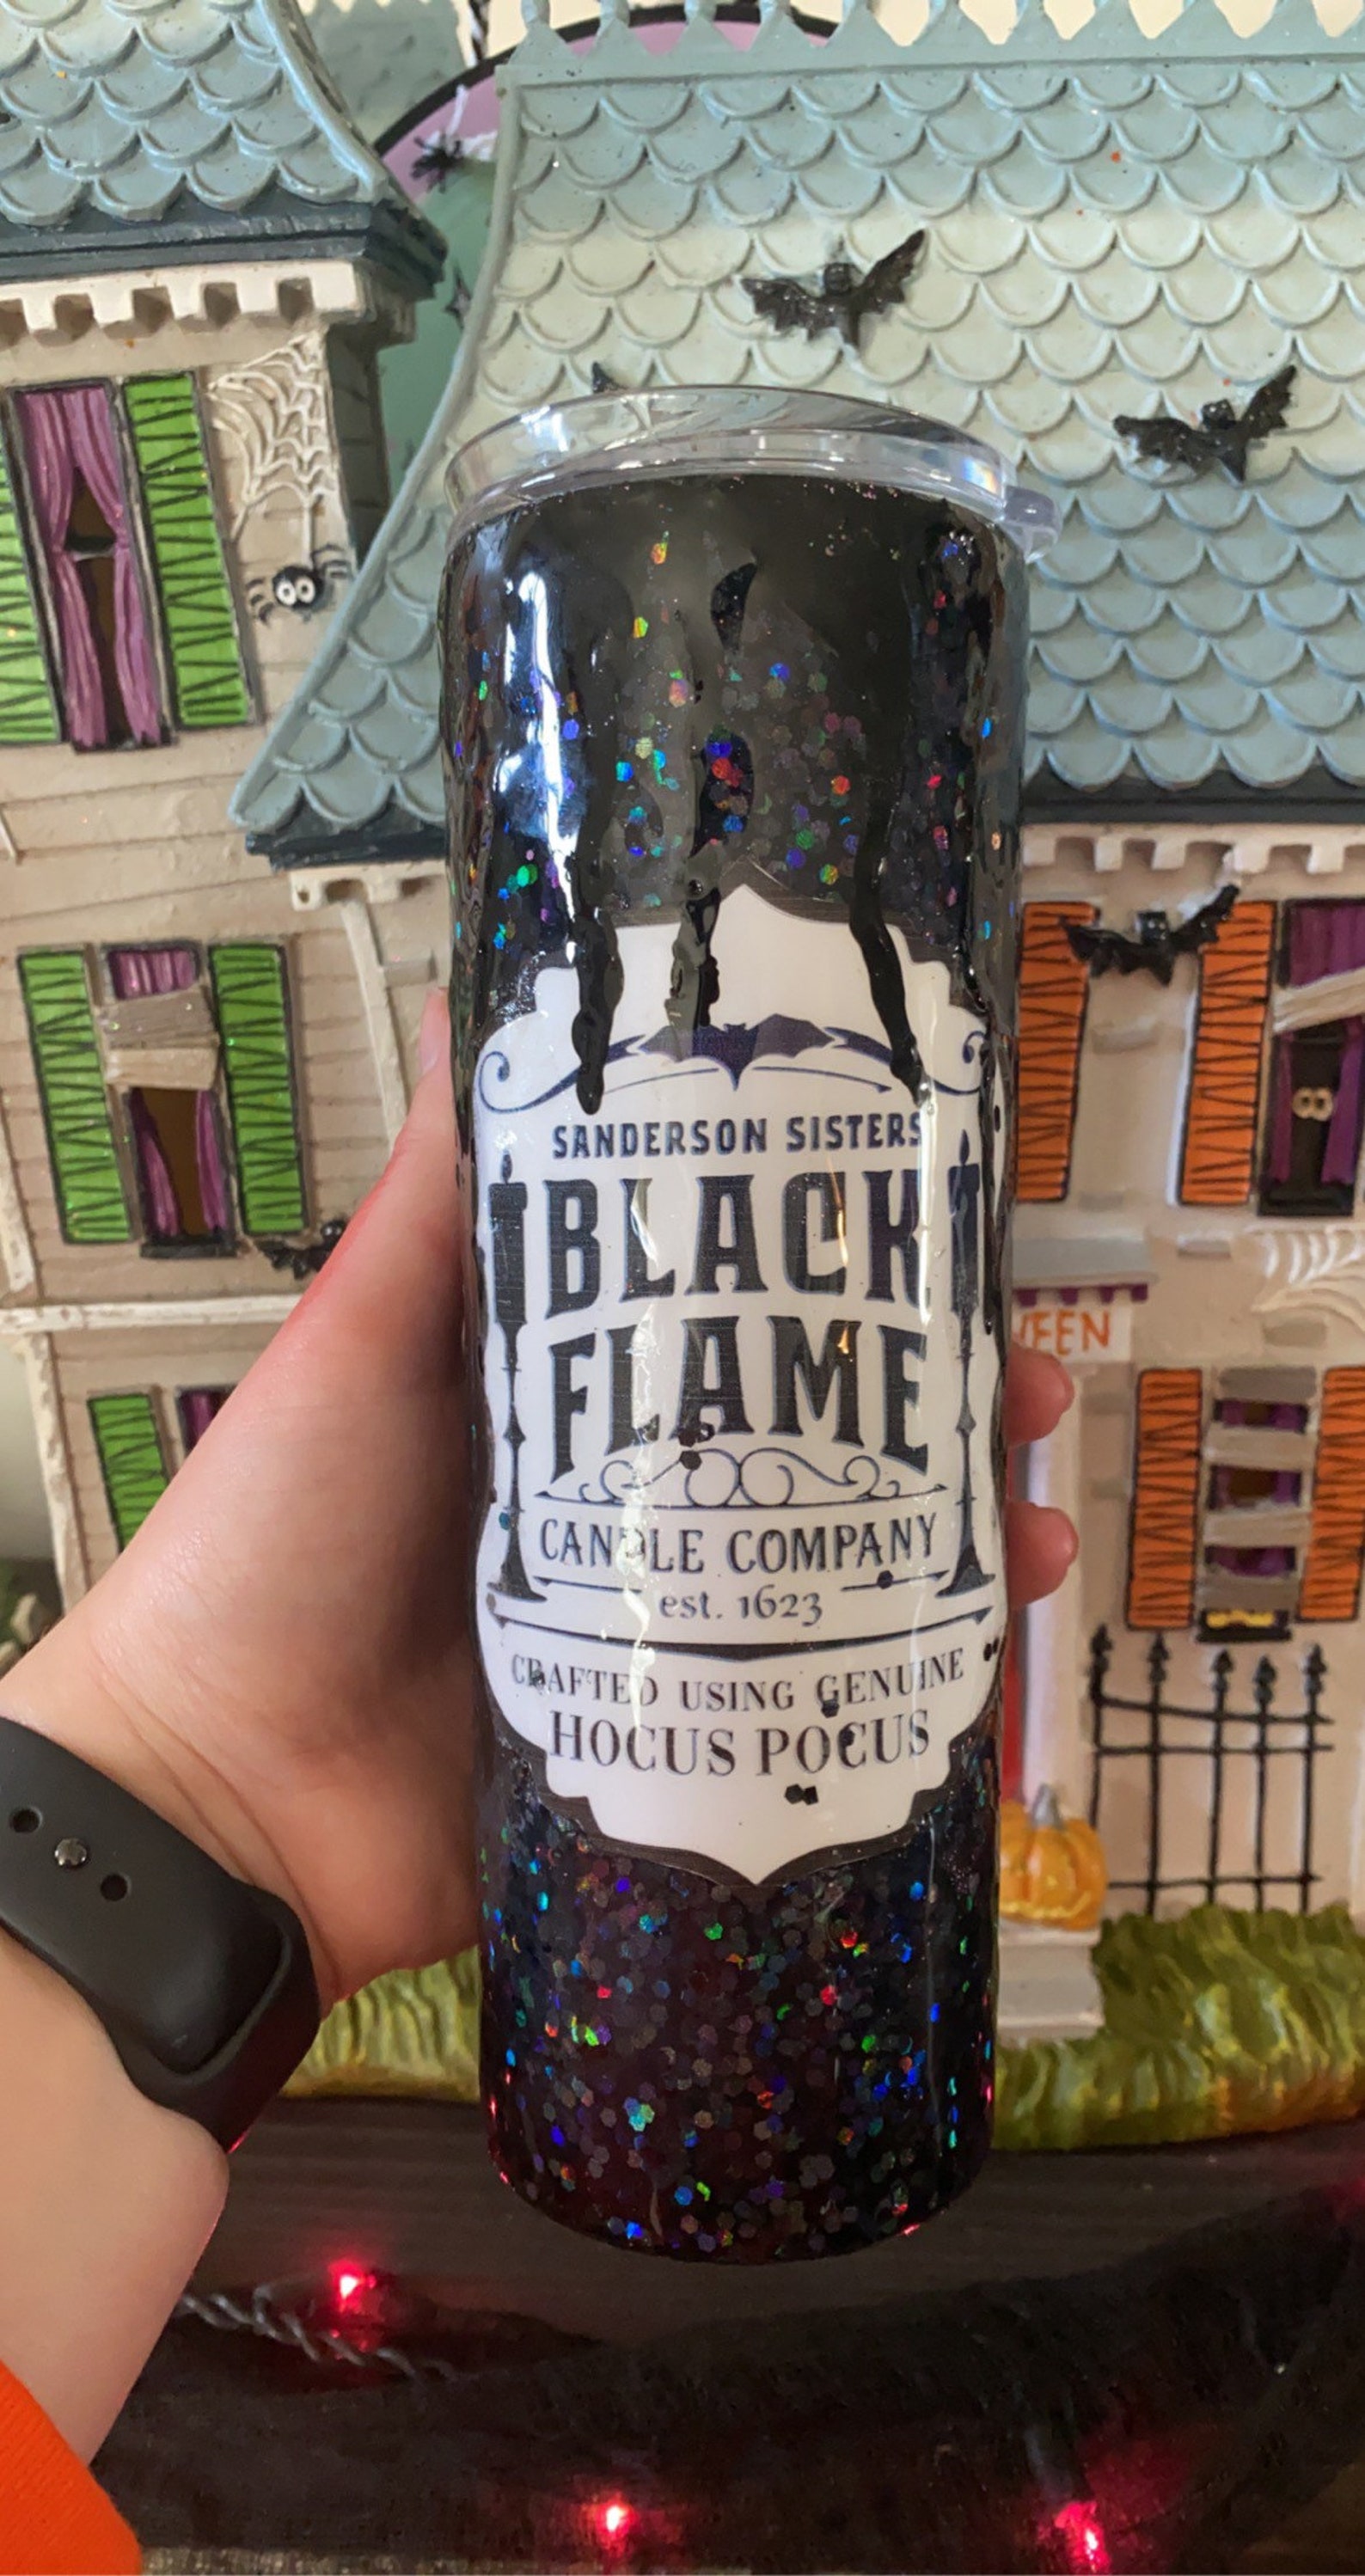 SANDERSON SISTERS
BLACK
FLAME
CANDLE COMPANY
est. 1623
CRAFTED USING GENUINE
HOCUS POCUS